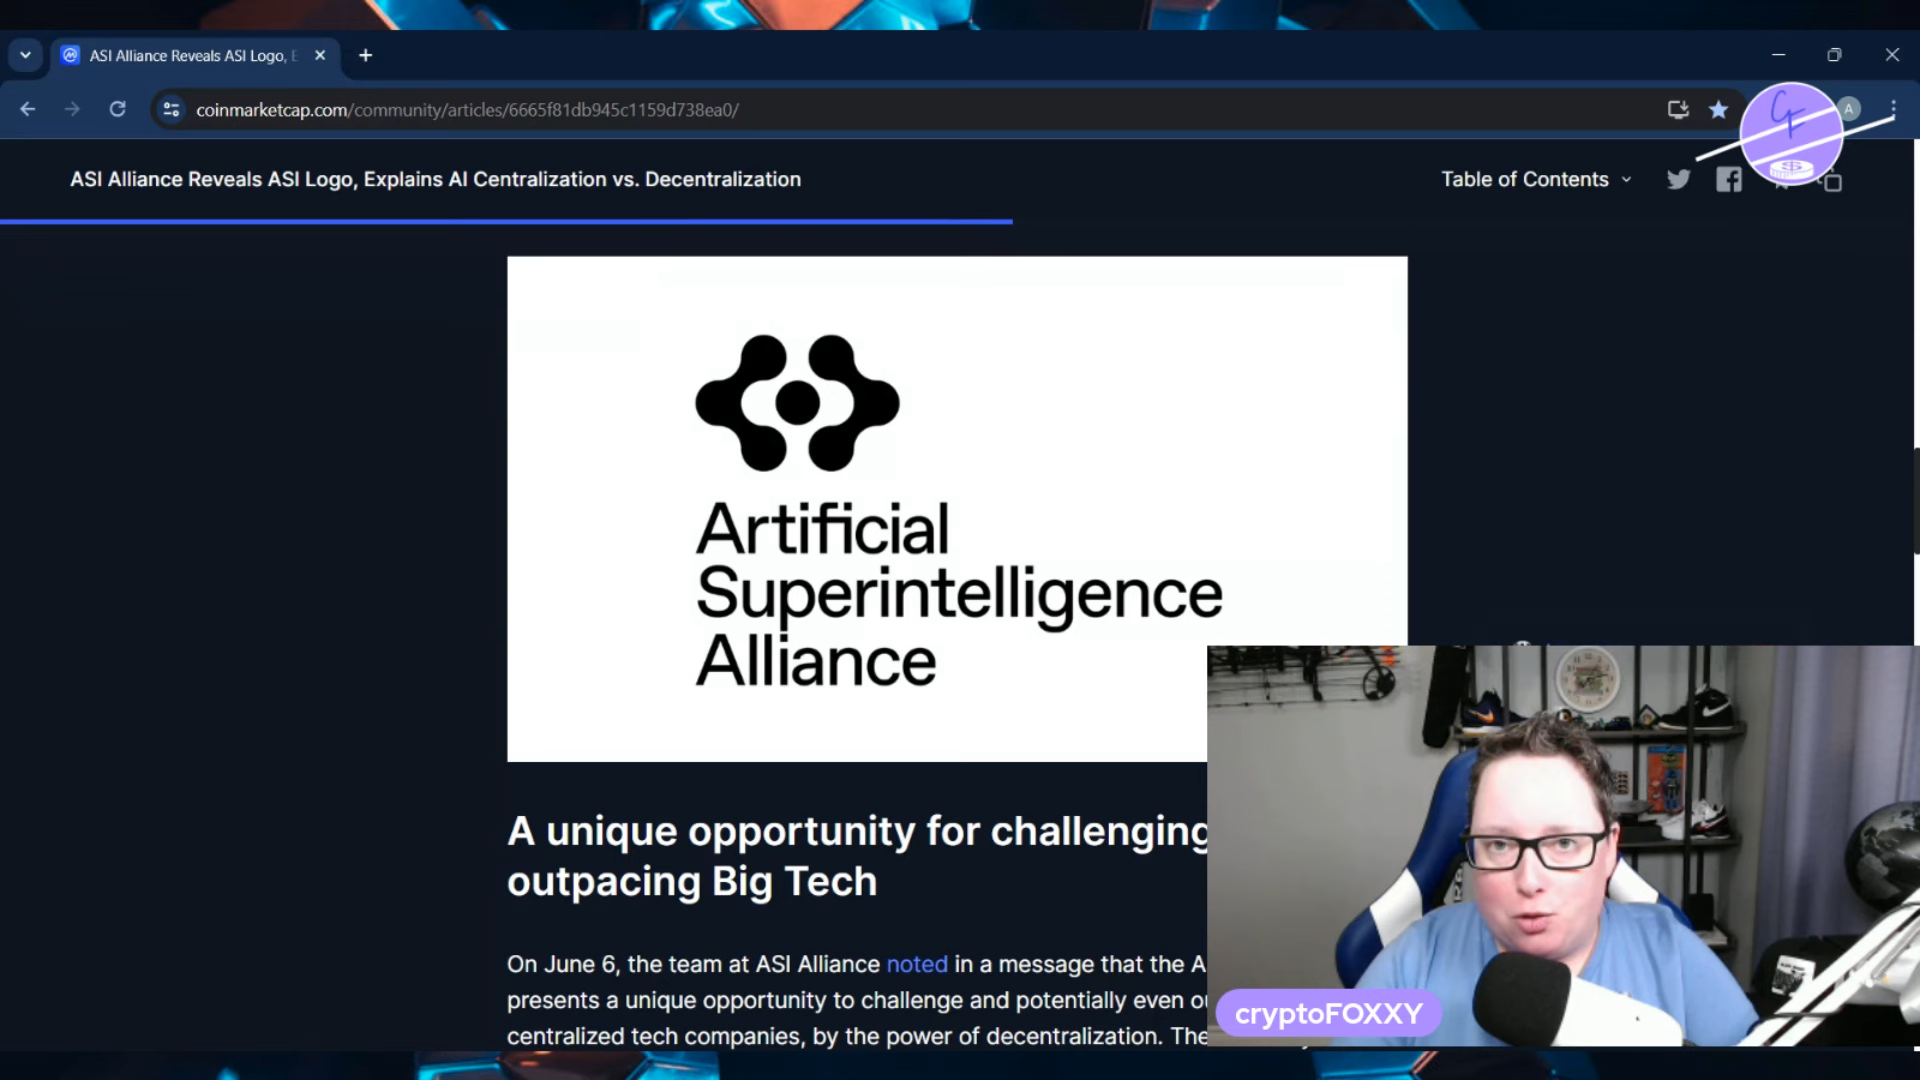 ASI Alliance Reveals ASI Logo, E
coinmarketcap.com/community/articles/6665f81db945c1159d738ea0/
A
CF
ASI Alliance Reveals ASI Logo, Explains AI Centralization vs. Decentralization
Table of Contents
Artificial
Superintelligence
Alliance
A unique opportunity for challenging
outpacing Big Tech
On June 6, the team at ASI Alliance noted in a message that the A
presents a unique opportunity to challenge and potentially even ou
centralized tech companies, by the power of decentralization. The
cryptoFOXXY